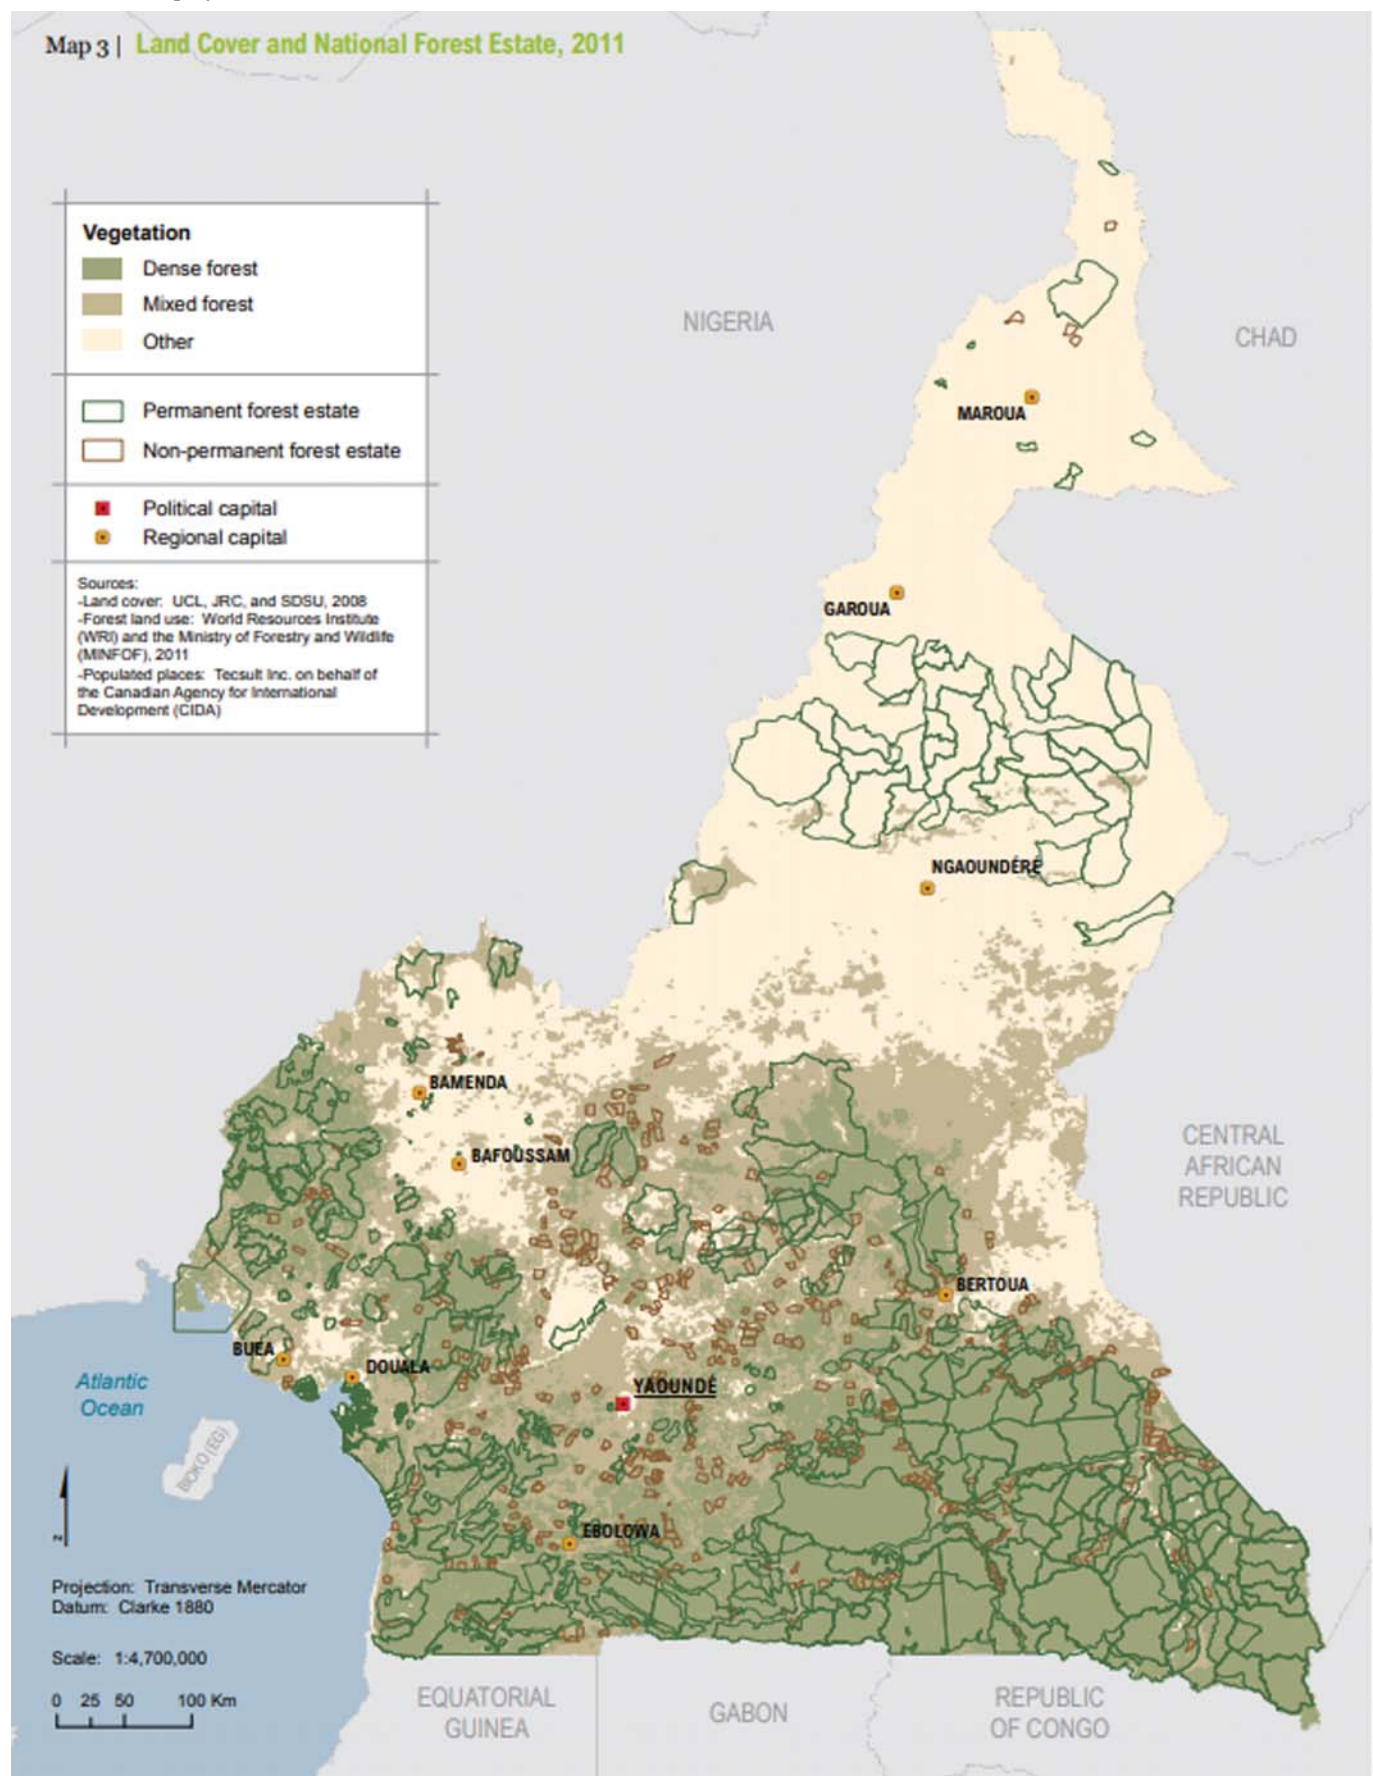 Map 3 | Land Cover and National Forest Estate, 2011
Vegetation
Dense forest
Mixed forest
Other
Permanent forest estate
Non-permanent forest estate
Political capital
Regional capital
Sources:
-Land cover: UCL, JRC, and SDSU, 2008
-Forest land use: World Resources Institute
(WRI) and the Ministry of Forestry and Wildlife
(MINFOF), 2011
-Populated places: Tecsult Inc. on behalf of
the Canadian Agency for International
Development (CIDA)
NIGERIA
CHAD
MAROUA
GAROUA
NGAOUNDÉRÉ
BAMENDA
BAFOUSSAM
CENTRAL
AFRICAN
REPUBLIC
BERTOUA
BUEA
DOUALA
YAOUNDÉ
Atlantic
Ocean
BIOKO (EG)
EBOLOWA
N
Projection: Transverse Mercator
Datum: Clarke 1880
Scale: 1:4,700,000
0 25 50 100 Km
EQUATORIAL
GUINEA
GABON
REPUBLIC
OF CONGO